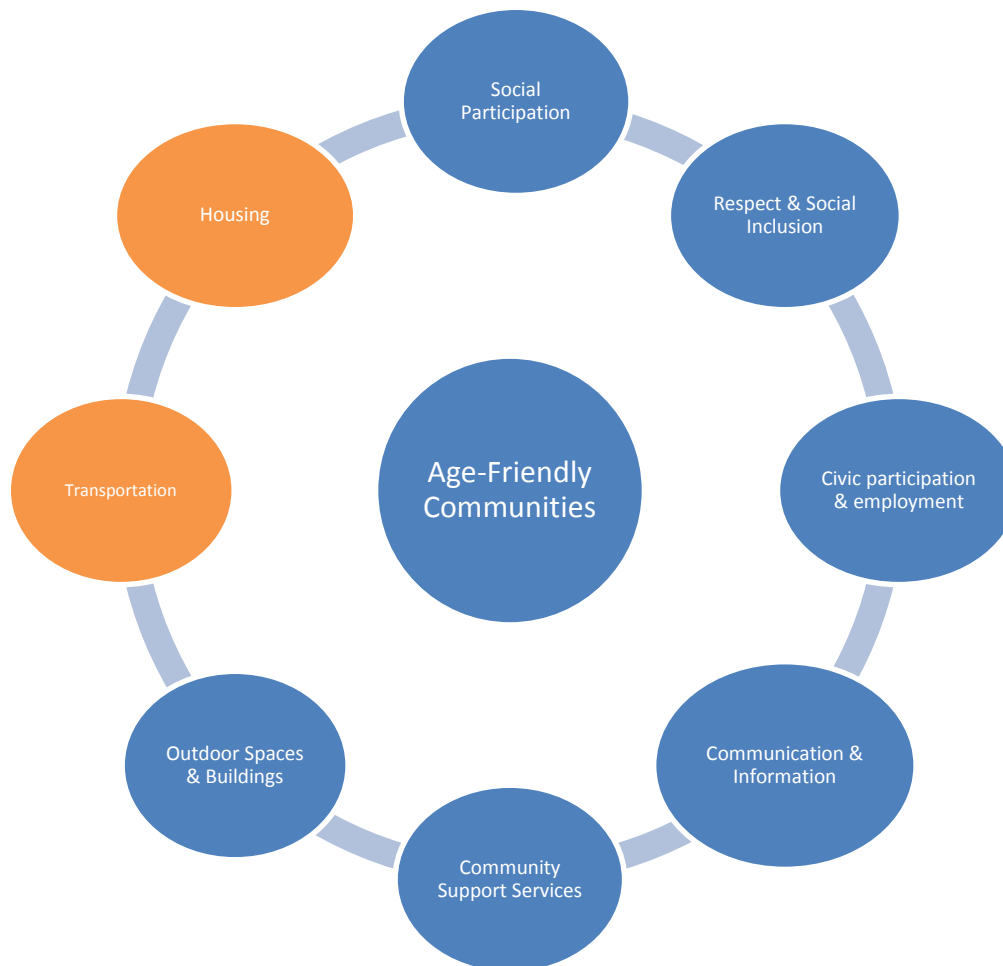 Social
Participation
Housing
Respect & Social
Inclusion
Transportation
Age-Friendly
Communities
Civic participation
& employment
Outdoor Spaces
& Buildings
Communication &
Information
Community
Support Services